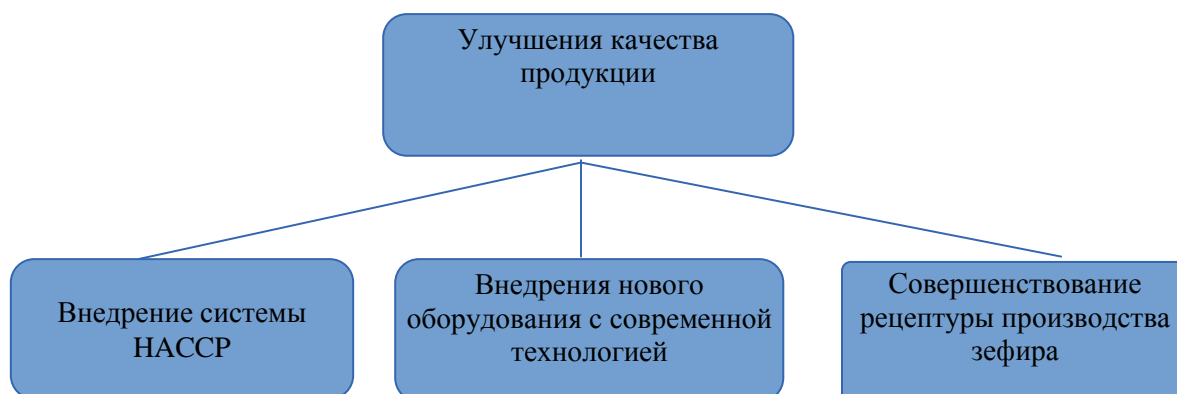 Улучшения качества
продукции
Внедрение системы
НАССР
Внедрения нового
оборудования с современной
технологией
Совершенствование
рецептуры производства
зефира